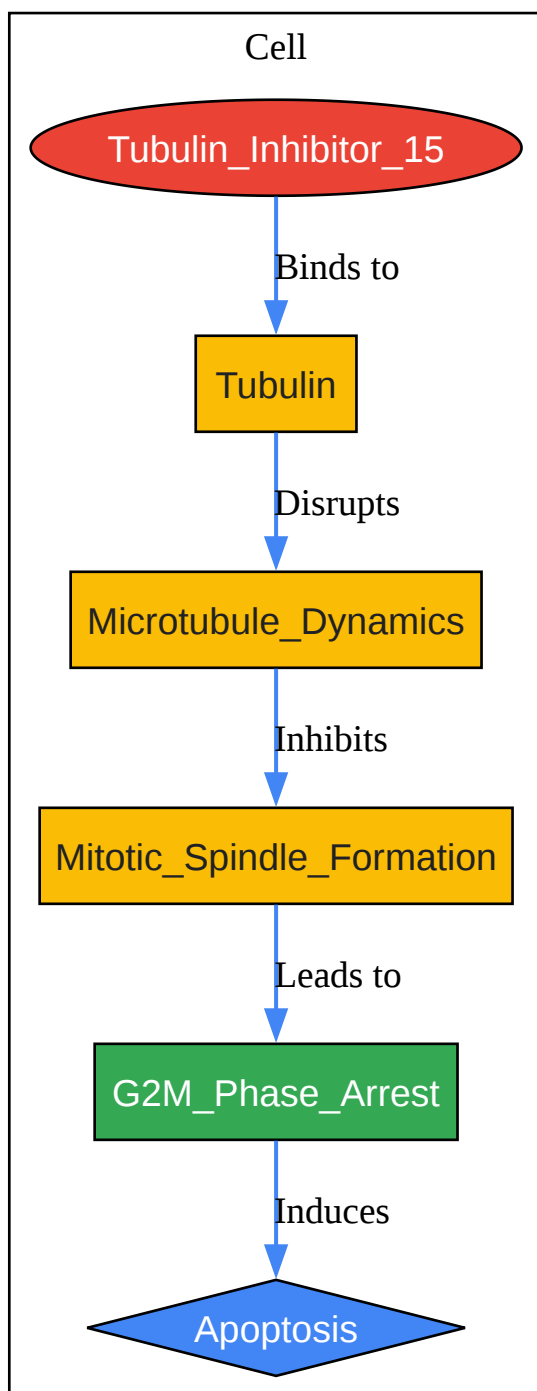 Cell
Tubulin_Inhibitor_15
Binds to
Tubulin
Disrupts
Microtubule_Dynamics
Inhibits
Mitotic_Spindle_Formation
Leads to
G2M_Phase_Arrest
Induces
Apoptosis